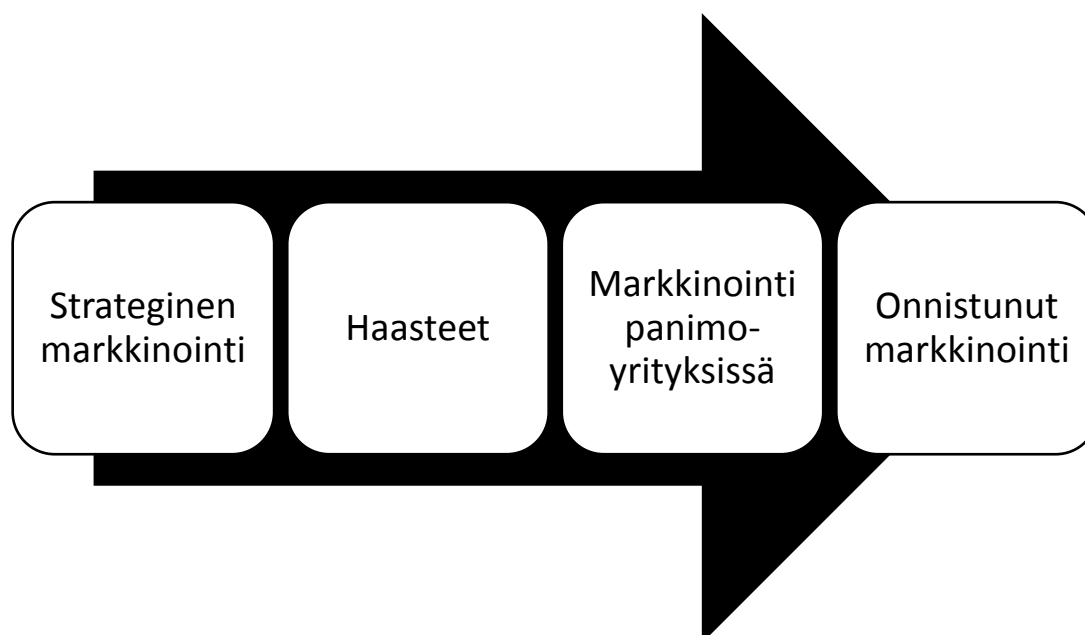 Strateginen
markkinointi
Haasteet
Markkinointi
panimo-
yrityksissä
Onnistunut
markkinointi